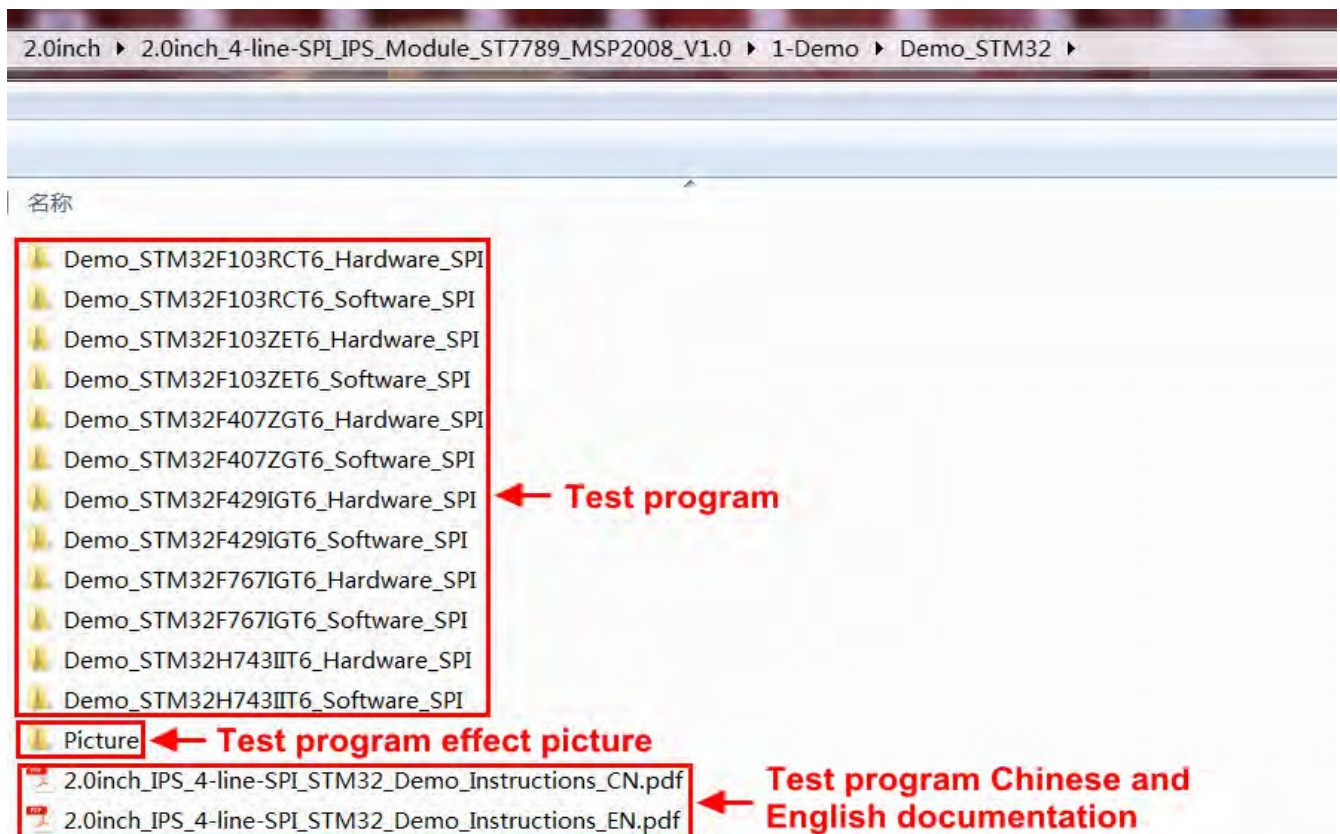 2.0inch ▸ 2.0inch_4-line-SPI_IPS_Module_ST7789_MSP2008_V1.0 ▸ 1-Demo ▸ Demo_STM32 ▸
名称
Demo_STM32F103RCT6_Hardware_SPI
Demo_STM32F103RCT6_Software_SPI
Demo_STM32F103ZET6_Hardware_SPI
Demo_STM32F103ZET6_Software_SPI
Demo_STM32F407ZGT6_Hardware_SPI
Demo_STM32F407ZGT6_Software_SPI
Demo_STM32F429IGT6_Hardware_SPI
Test program
Demo_STM32F429IGT6_Software_SPI
Demo_STM32F767IGT6_Hardware_SPI
Demo_STM32F767IGT6_Software_SPI
Demo_STM32H743IIT6_Hardware_SPI
Demo_STM32H743IIT6_Software_SPI
Picture
Test program effect picture
2.0inch_IPS_4-line-SPI_STM32_Demo_Instructions_CN.pdf
2.0inch_IPS_4-line-SPI_STM32_Demo_Instructions_EN.pdf
Test program Chinese and
English documentation